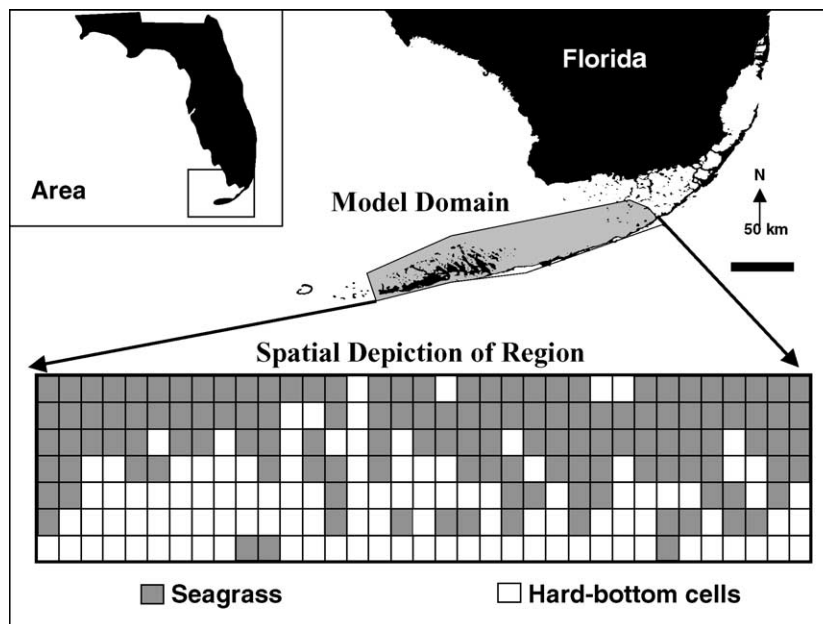 Florida
Area
N
Model Domain
50 km
Spatial Depiction of Region
Seagrass
Hard-bottom cells